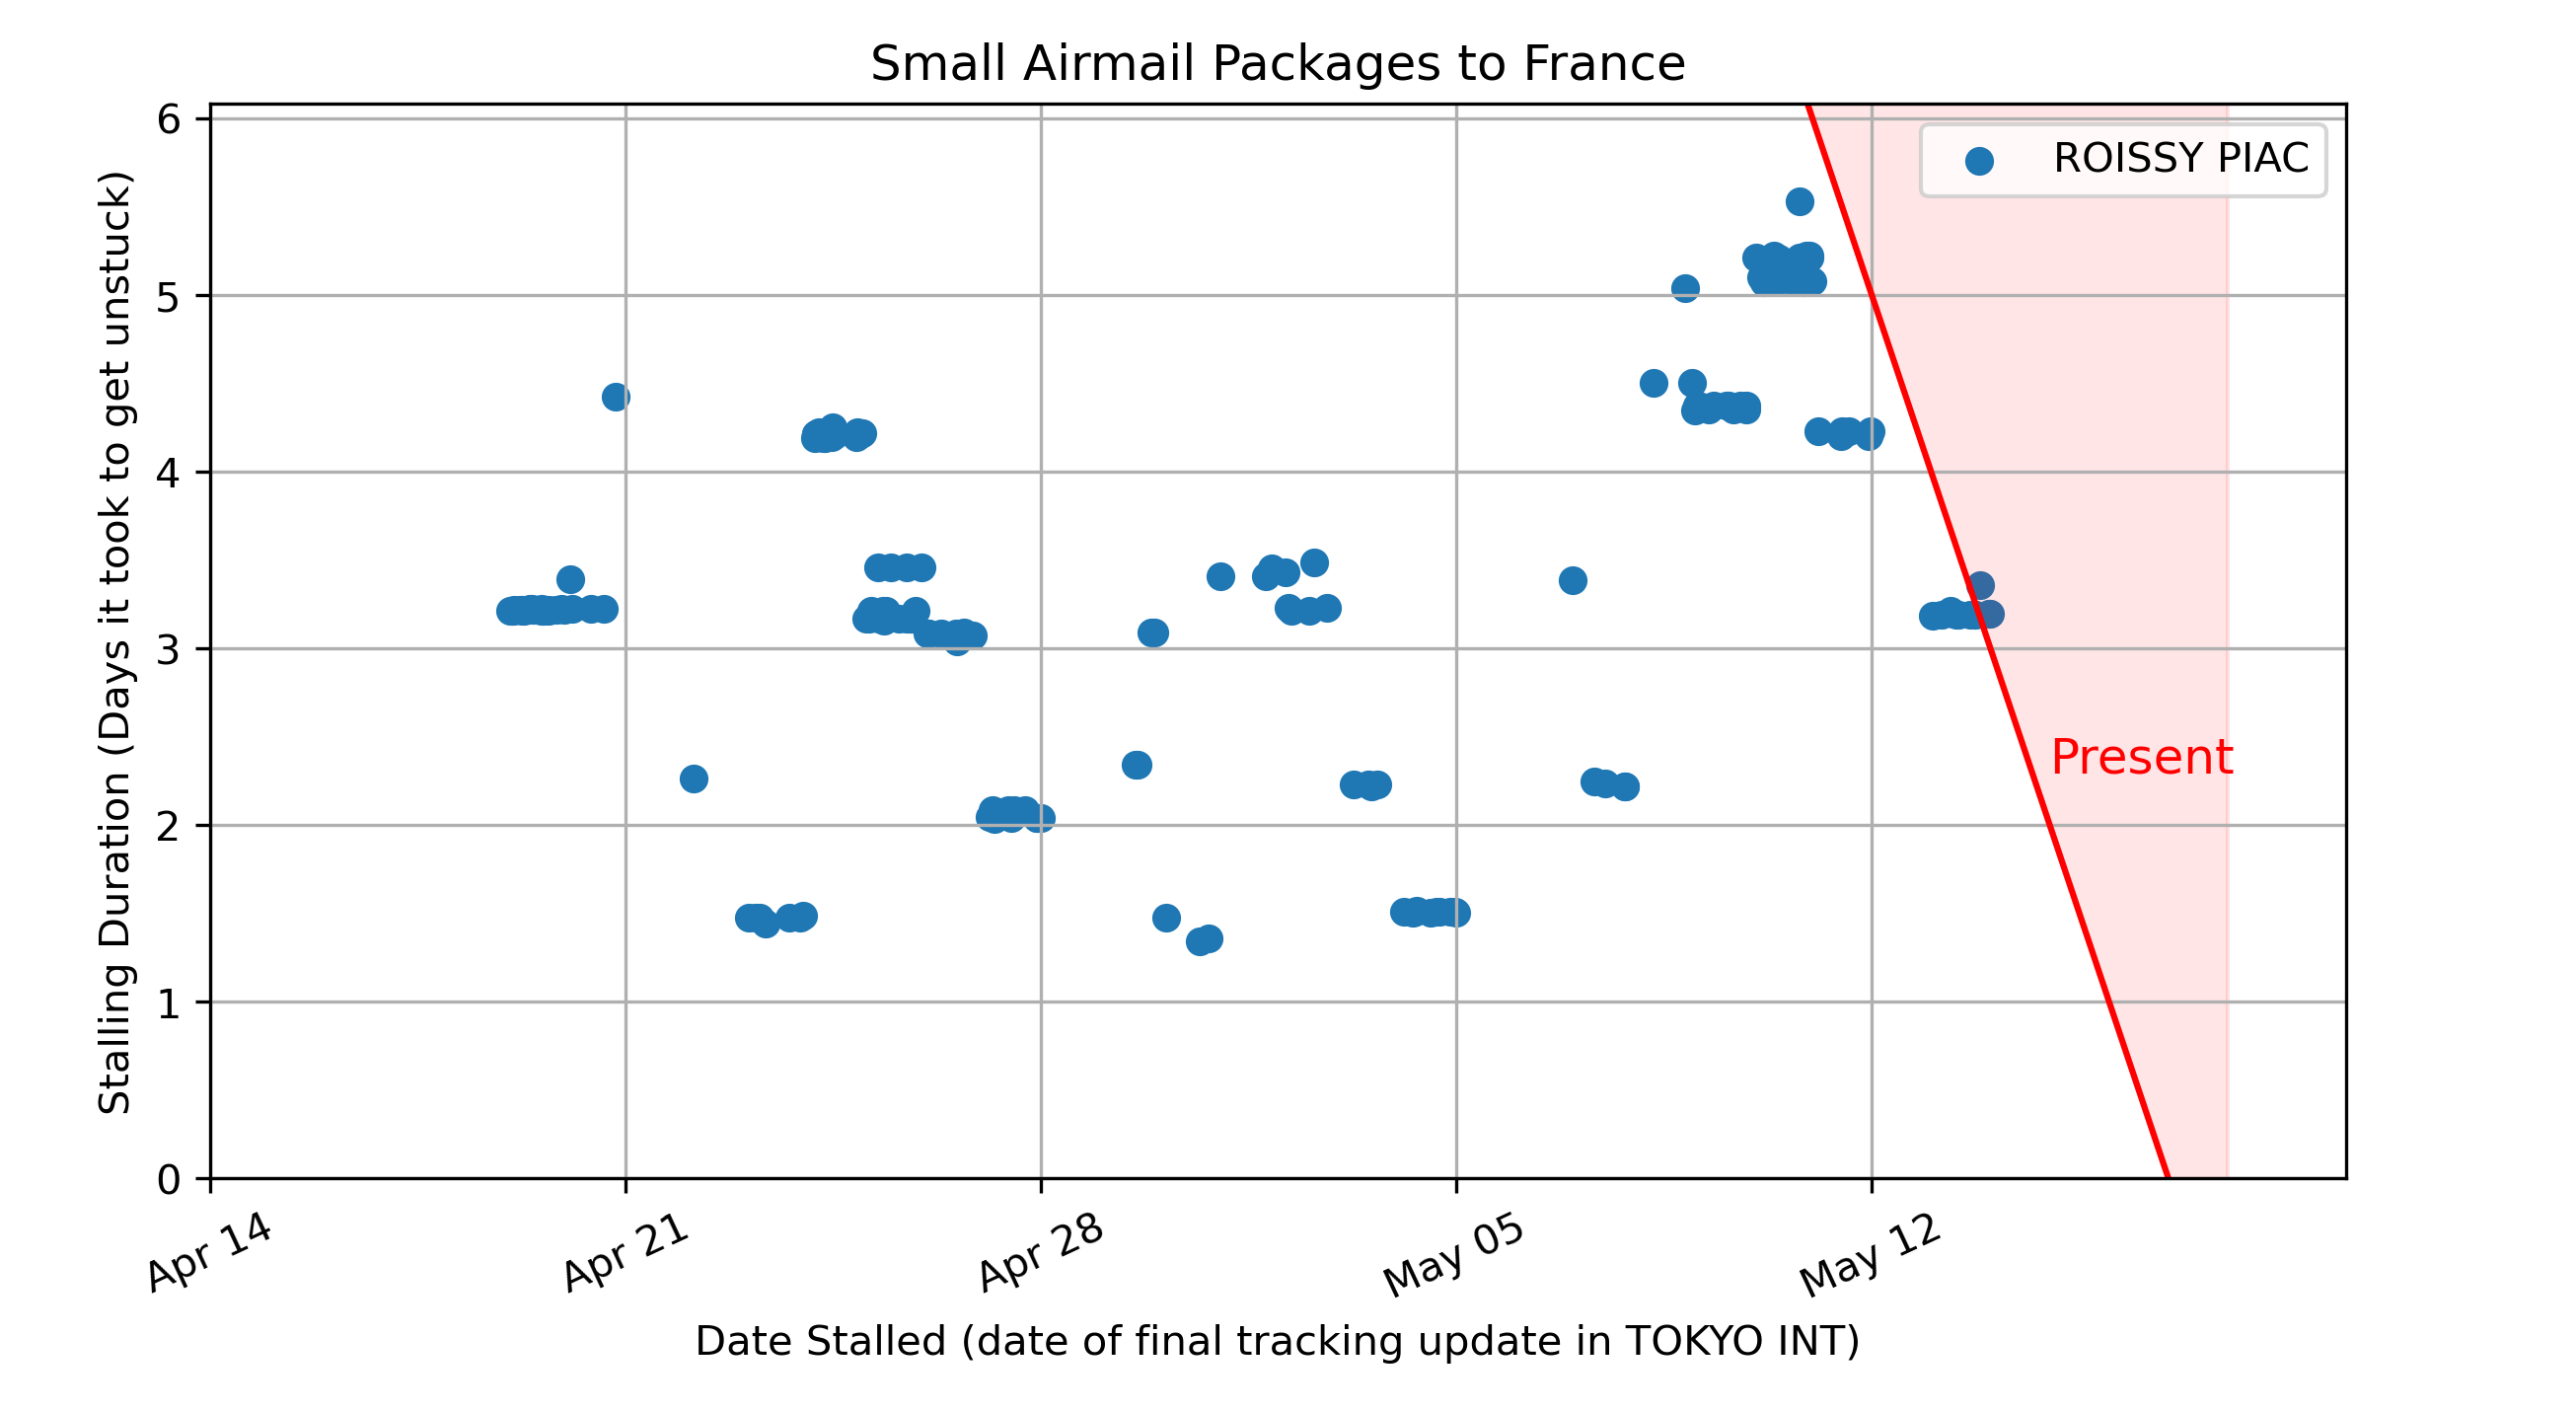 Small Airmail Packages to France
ROISSY PIAC
Present
Stalling Duration (Days it took to get unstuck)
6
5
4
3
2
1
0
Apr 14
Apr 21
Apr 28
May 05
May 12
Date Stalled (date of final tracking update in TOKYO INT)